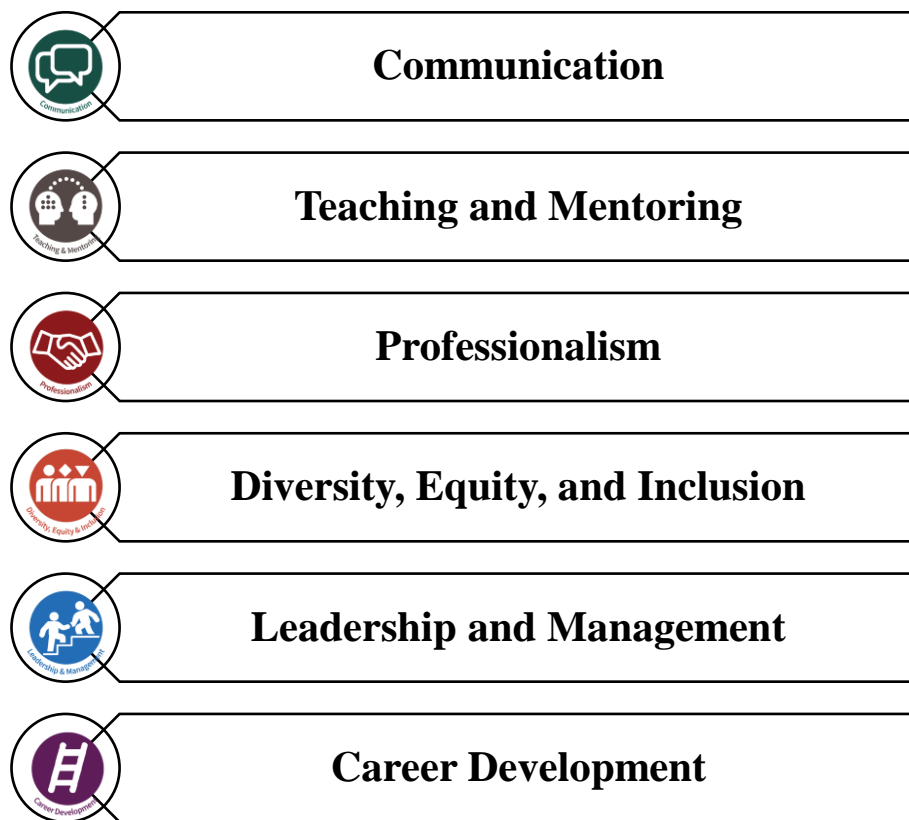 Communication
Communication
Teaching & Mentoring
Teaching and Mentoring
Professionalism
Professionalism
Diversity, Equity & Inclusion
Diversity, Equity, and Inclusion
Leadership & Management
Leadership and Management
Career Development
Career Development